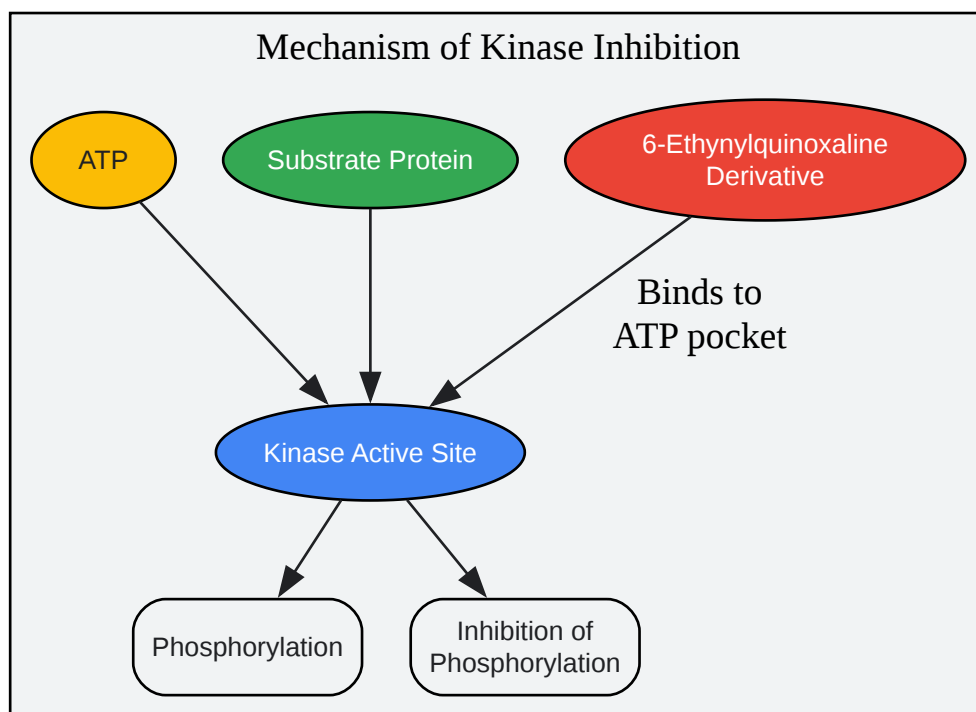 Mechanism of Kinase Inhibition
ATP
Substrate Protein
6-Ethynylquinoxaline
Derivative
Binds to
ATP pocket
Kinase Active Site
Phosphorylation
Inhibition of
Phosphorylation